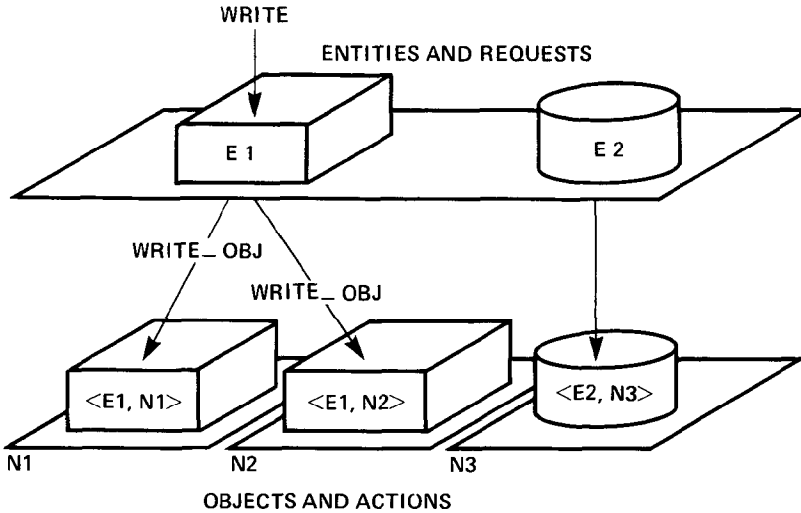 WRITE
ENTITIES AND REQUESTS
E 1
E 2
WRITE_ OBJ
WRITE_ OBJ
<E1, N1>
<E1, N2>
<E2, N3>
N1
N2
N3
OBJECTS AND ACTIONS